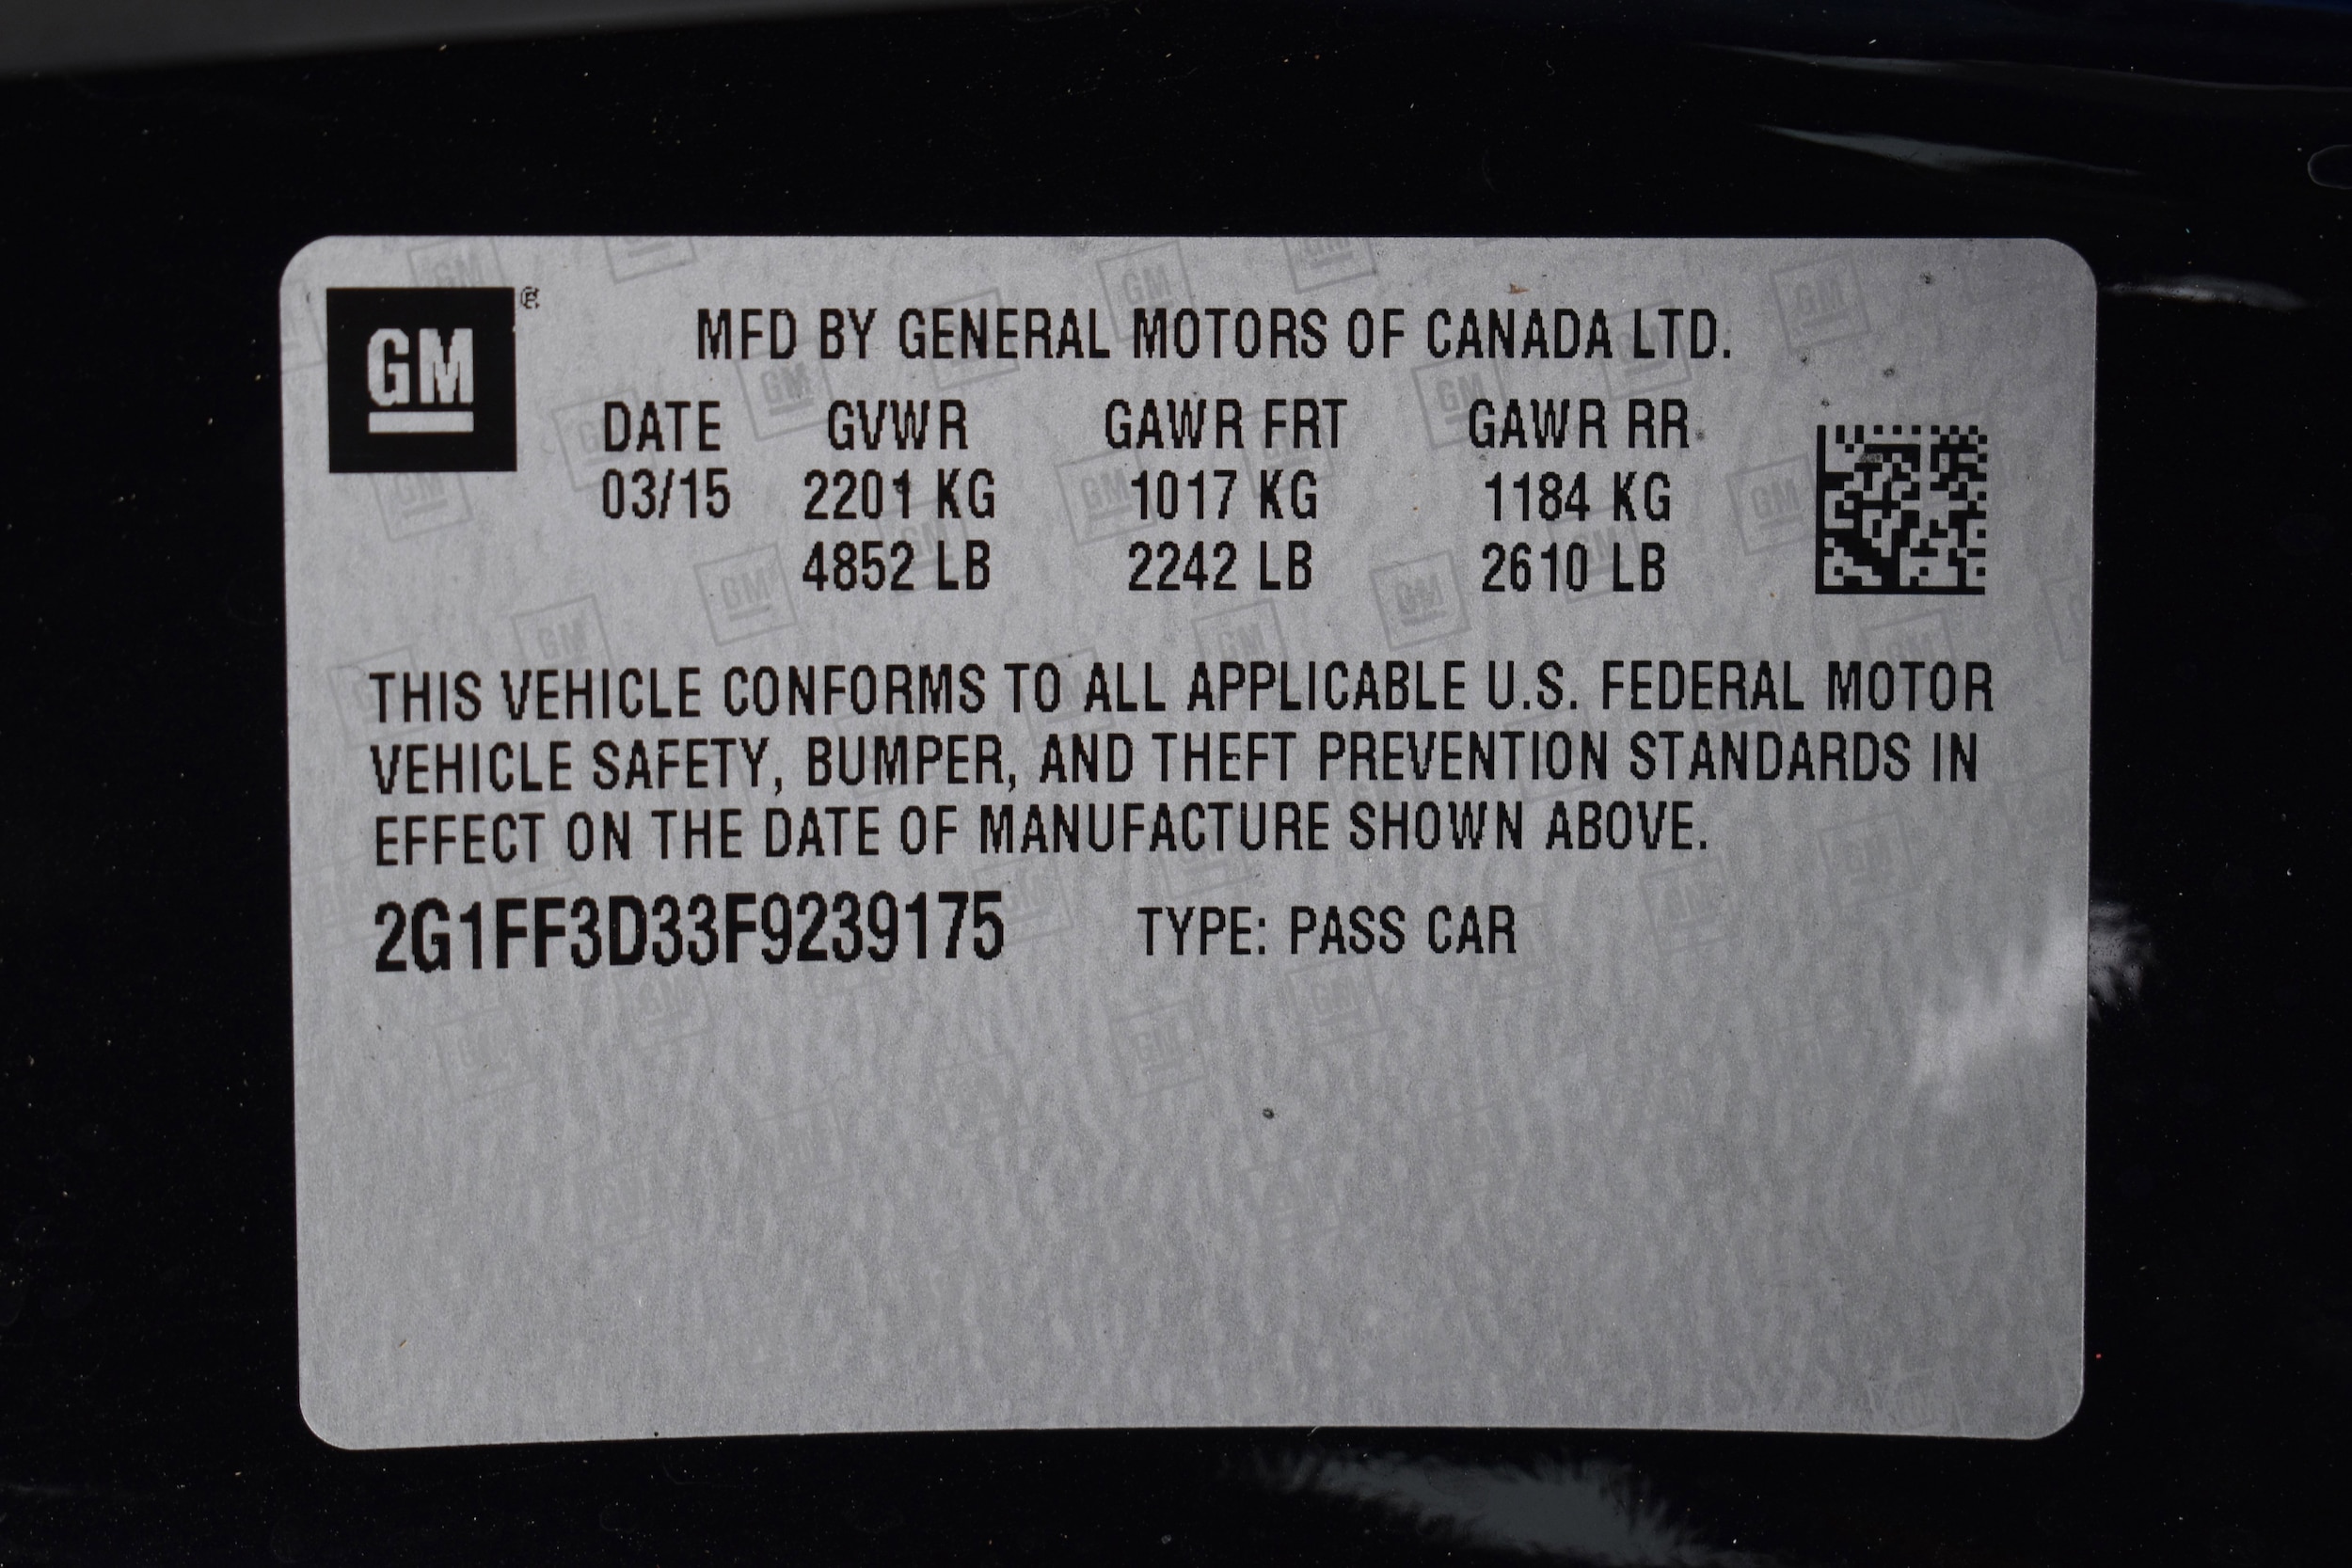 GM ®
MFD BY GENERAL MOTORS OF CANADA LTD.
DATE GVWR GAWR FRT GAWR RR
03/15 2201 KG 1017 KG 1184 KG
4852 LB 2242 LB 2610 LB
THIS VEHICLE CONFORMS TO ALL APPLICABLE U.S. FEDERAL MOTOR
VEHICLE SAFETY, BUMPER, AND THEFT PREVENTION STANDARDS IN
EFFECT ON THE DATE OF MANUFACTURE SHOWN ABOVE.
2G1FF3D33F9239175 TYPE: PASS CAR